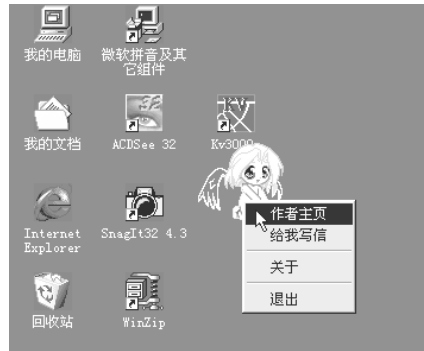 我的电脑
微软拼音及其
它组件
我的文档
ACDSee 32
Kv3000
Internet
Explorer
SnagIt32 4.3
回收站
WinZip
作者主页
给我写信
关于
退出